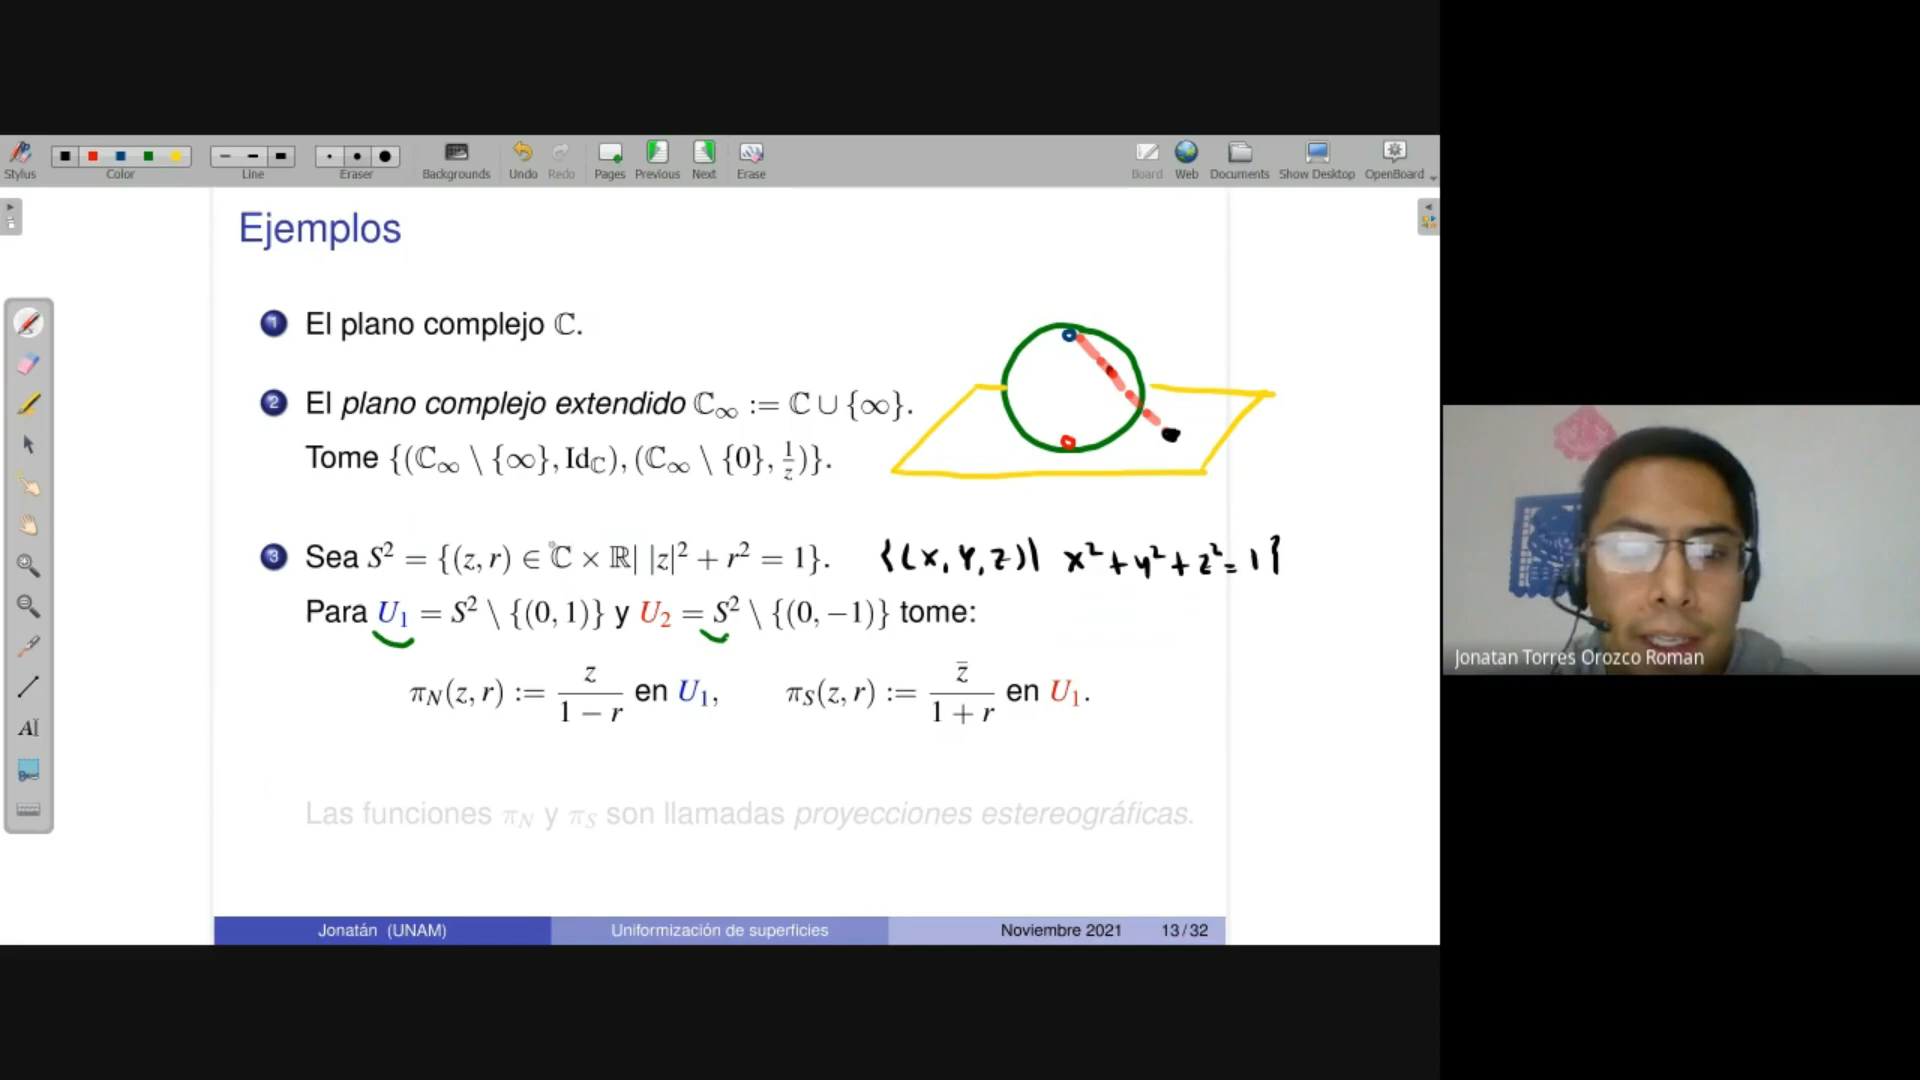 Stylus Color Line Eraser Backgrounds Undo Redo Pages Previous Next Erase Board Web Documents Show Desktop OpenBoard
Ejemplos
1 El plano complejo ℂ.
2 El plano complejo extendido ℂ∞ := ℂ ∪ {∞}.
Tome {(ℂ∞ \ {∞}, Idℂ), (ℂ∞ \ {0}, 1/z)}.
3 Sea S² = {(z, r) ∈ ℂ × ℝ| |z|² + r² = 1}. {(x, y, z)| x²+y²+z²=1}
Para U₁ = S² \ {(0, 1)} y U₂ = S² \ {(0, −1)} tome:
πN(z, r) := z/(1 − r) en U₁, πS(z, r) := z̄/(1 + r) en U₁.
Las funciones πN y πS son llamadas proyecciones estereográficas.
Jonatán (UNAM) Uniformización de superficies Noviembre 2021 13/32
Jonatan Torres Orozco Roman